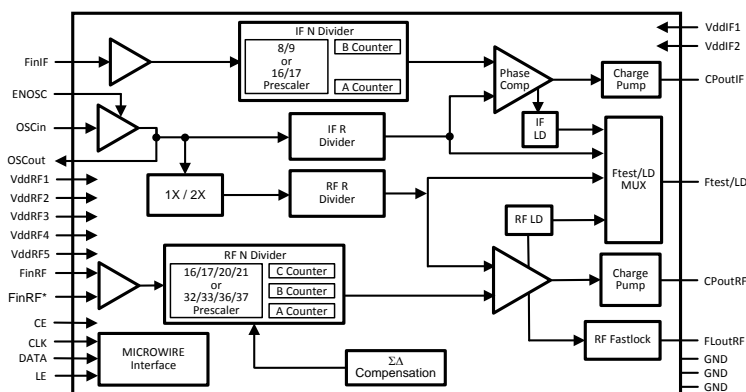 IF N Divider
8/9
or
16/17
Prescaler
B Counter
A Counter
VddIF1
VddIF2
FinIF
Phase
Comp
Charge
Pump
CPoutIF
ENOSC
OSCin
IF R
Divider
IF
LD
OSCout
1X / 2X
RF R
Divider
Ftest/LD
MUX
Ftest/LD
VddRF1
VddRF2
VddRF3
VddRF4
VddRF5
RF LD
RF N Divider
16/17/20/21
or
32/33/36/37
Prescaler
C Counter
B Counter
A Counter
FinRF
FinRF*
Charge
Pump
CPoutRF
CE
CLK
DATA
LE
MICROWIRE
Interface
ΣΔ
Compensation
RF Fastlock
FLoutRF
GND
GND
GND